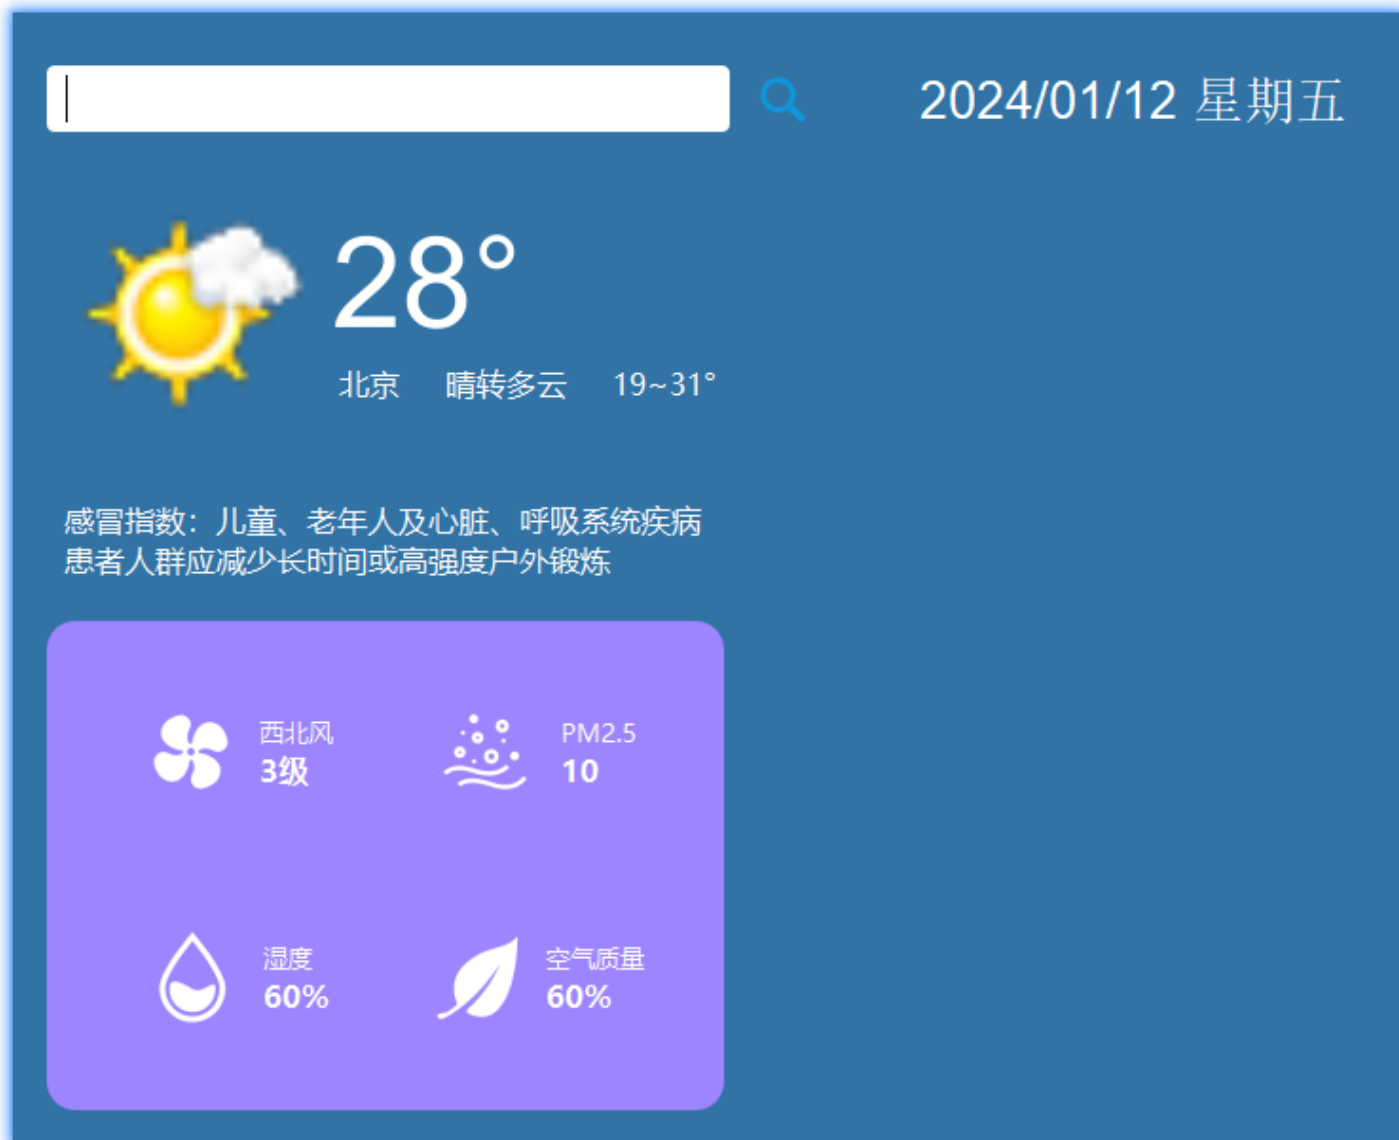 2024/01/12 星期五
28°
北京 晴转多云 19~31°
感冒指数：儿童、老年人及心脏、呼吸系统疾病
患者人群应减少长时间或高强度户外锻炼
西北风
3级
PM2.5
10
湿度
60%
空气质量
60%